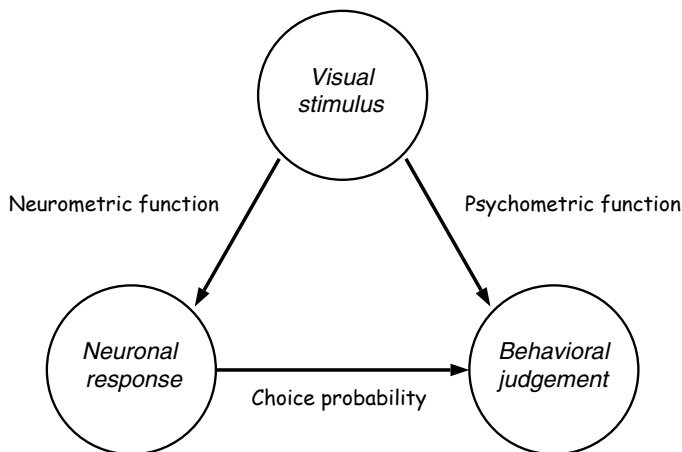 Visual
stimulus
Neurometric function
Psychometric function
Neuronal
response
Behavioral
judgement
Choice probability